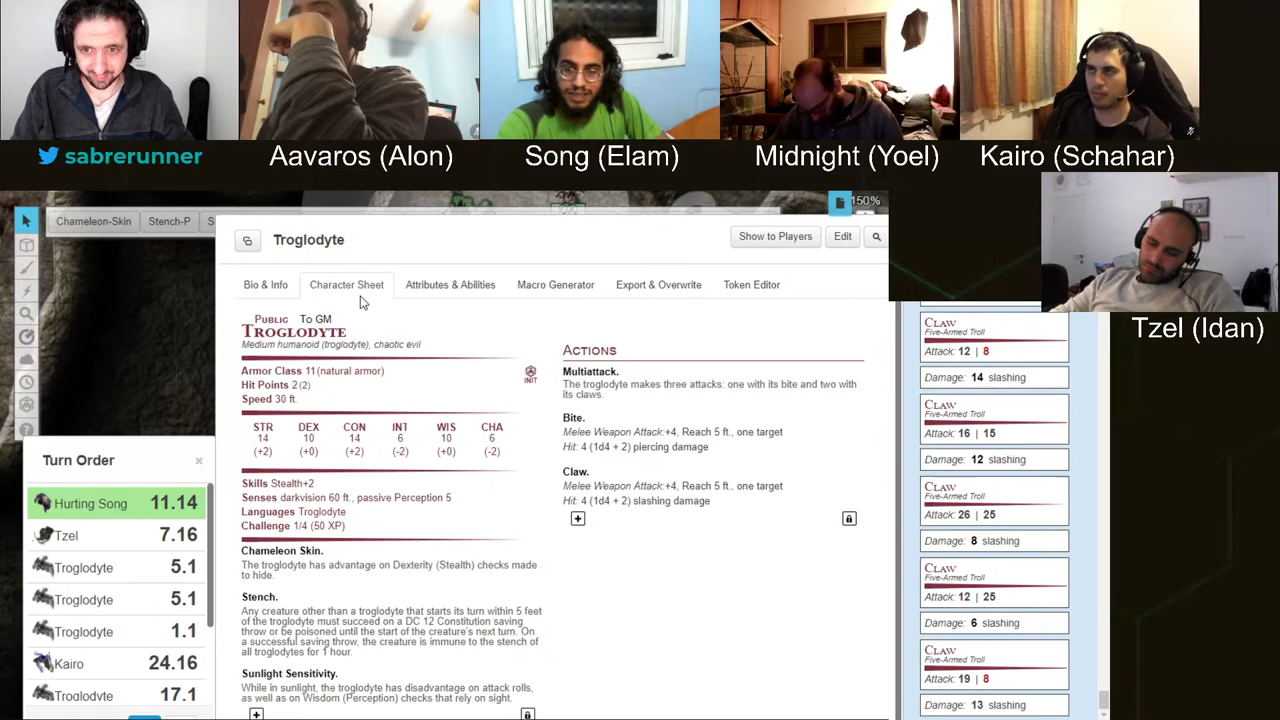 sabrerunner
Aavaros (Alon)
Song (Elam)
Midnight (Yoel)
Kairo (Schahar)
Tzel (Idan)
150%
Chameleon-Skin
Stench-P
S
Troglodyte
Show to Players
Edit
Bio & Info
Character Sheet
Attributes & Abilities
Macro Generator
Export & Overwrite
Token Editor
PUBLIC To GM
TROGLODYTE
Medium humanoid (troglodyte), chaotic evil
Armor Class 11 (natural armor)
Hit Points 2 (2)
Speed 30 ft.
INIT
STR DEX CON INT WIS CHA
14 10 14 6 10 6
(+2) (+0) (+2) (-2) (+0) (-2)
Skills Stealth+2
Senses darkvision 60 ft., passive Perception 5
Languages Troglodyte
Challenge 1/4 (50 XP)
Chameleon Skin.
The troglodyte has advantage on Dexterity (Stealth) checks made
to hide.
Stench.
Any creature other than a troglodyte that starts its turn within 5 feet
of the troglodyte must succeed on a DC 12 Constitution saving
throw or be poisoned until the start of the creature's next turn. On
a successful saving throw, the creature is immune to the stench of
all troglodytes for 1 hour.
Sunlight Sensitivity.
While in sunlight, the troglodyte has disadvantage on attack rolls,
as well as on Wisdom (Perception) checks that rely on sight.
ACTIONS
Multiattack.
The troglodyte makes three attacks: one with its bite and two with
its claws.
Bite.
Melee Weapon Attack: +4, Reach 5 ft., one target
Hit: 4 (1d4 + 2) piercing damage
Claw.
Melee Weapon Attack: +4, Reach 5 ft., one target
Hit: 4 (1d4 + 2) slashing damage
Turn Order
Hurting Song 11.14
Tzel 7.16
Troglodyte 5.1
Troglodyte 5.1
Troglodyte 1.1
Kairo 24.16
Troglodyte 17.1
CLAW
Five-Armed Troll
Attack: 12 | 8
Damage: 14 slashing
CLAW
Five-Armed Troll
Attack: 16 | 15
Damage: 12 slashing
CLAW
Five-Armed Troll
Attack: 26 | 25
Damage: 8 slashing
CLAW
Five-Armed Troll
Attack: 12 | 25
Damage: 6 slashing
CLAW
Five-Armed Troll
Attack: 19 | 8
Damage: 13 slashing